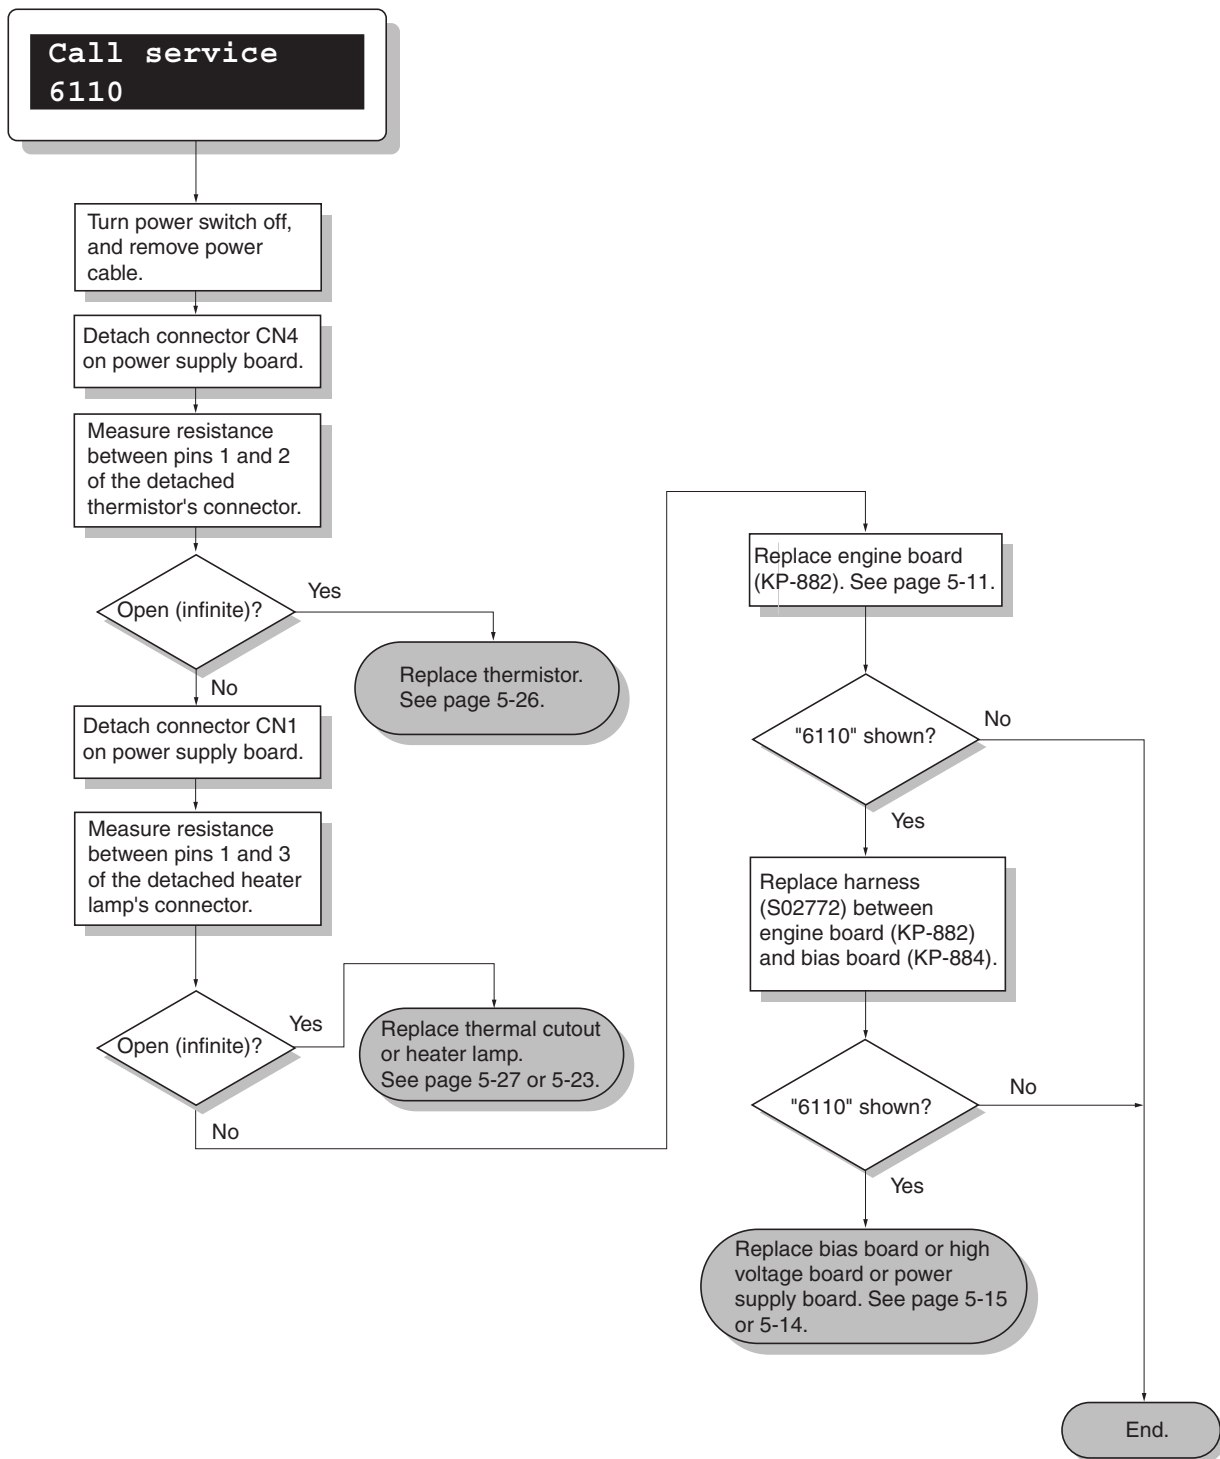 Call service
6110
Turn power switch off,
and remove power
cable.
Detach connector CN4
on power supply board.
Measure resistance
between pins 1 and 2
of the detached
thermistor's connector.
Open (infinite)?
Yes
Replace thermistor.
See page 5-26.
No
Detach connector CN1
on power supply board.
Measure resistance
between pins 1 and 3
of the detached heater
lamp's connector.
Open (infinite)?
Yes
Replace thermal cutout
or heater lamp.
See page 5-27 or 5-23.
No
Replace engine board
(KP-882). See page 5-11.
"6110" shown?
No
Yes
Replace harness
(S02772) between
engine board (KP-882)
and bias board (KP-884).
"6110" shown?
No
Yes
Replace bias board or high
voltage board or power
supply board. See page 5-15
or 5-14.
End.